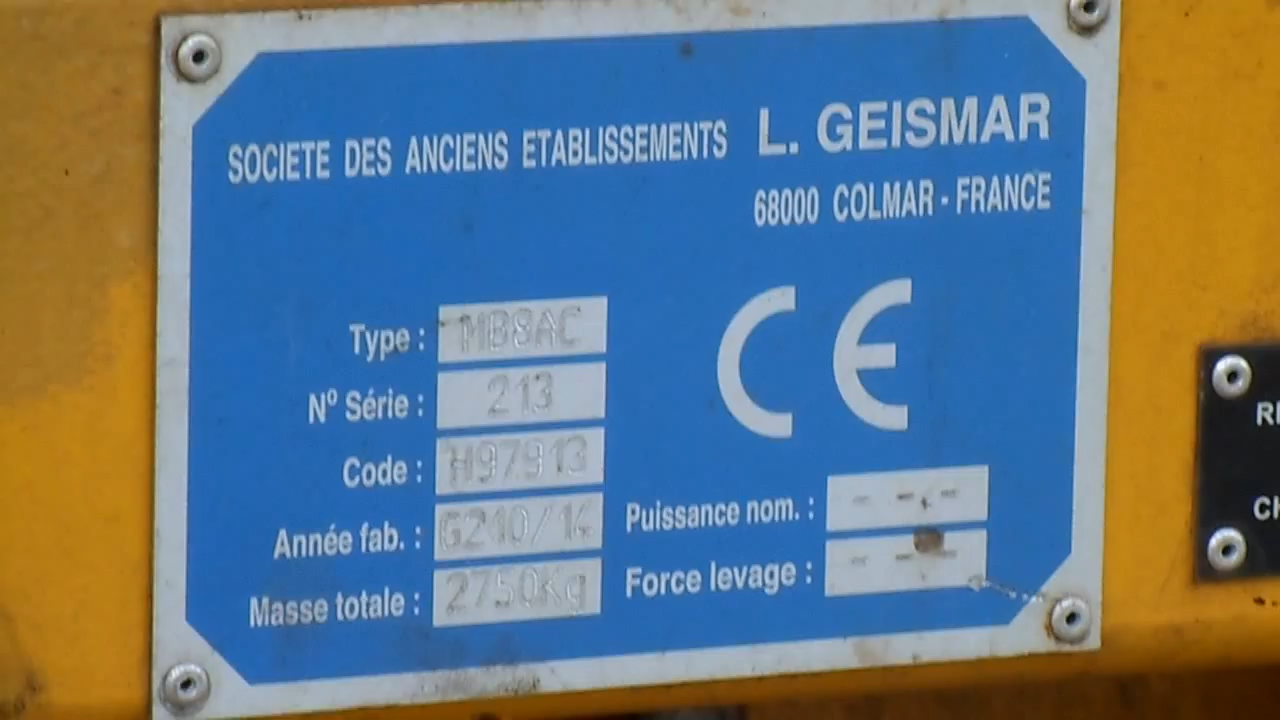 SOCIETE DES ANCIENS ETABLISSEMENTS L. GEISMAR
68000 COLMAR - FRANCE
CE
Type : MB8AC
N° Série : 213
Code : H97913
Année fab. : G210/14
Masse totale : 2750Kg
Puissance nom. : - - -
Force levage : - - -